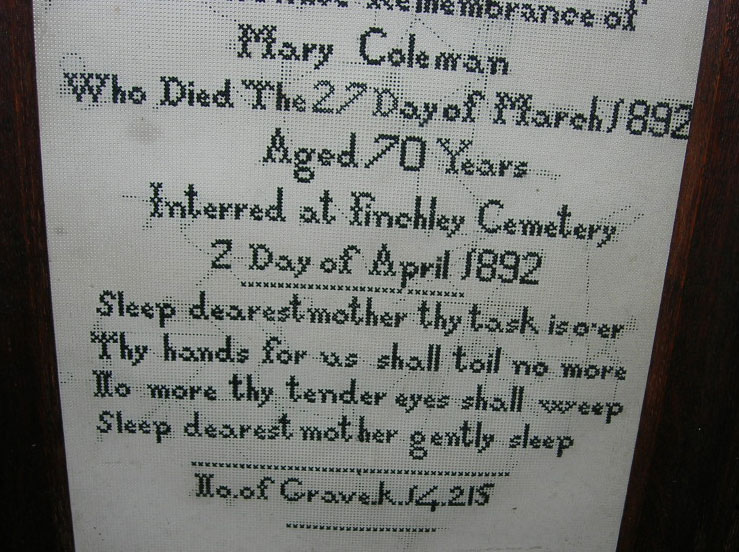 Remembrance of
Mary Coleman
Who Died The 27 Day of March 1892
Aged 70 Years
Interred at Finchley Cemetery
2 Day of April 1892
Sleep dearest mother thy task is o'er
Thy hands for us shall toil no more
No more thy tender eyes shall weep
Sleep dearest mother gently sleep
No. of Grave. k. 14. 215